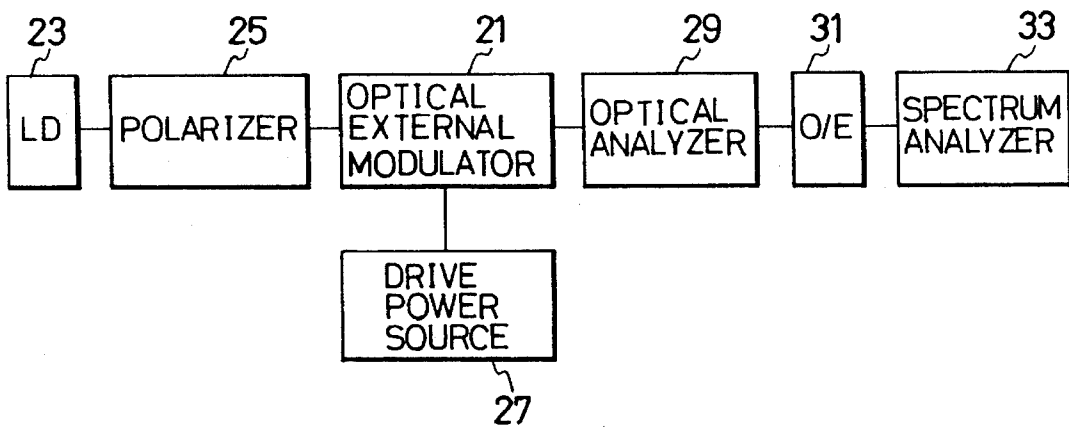 23
25
21
29
31
33
LD
POLARIZER
OPTICAL
EXTERNAL
MODULATOR
OPTICAL
ANALYZER
O/E
SPECTRUM
ANALYZER
DRIVE
POWER
SOURCE
27